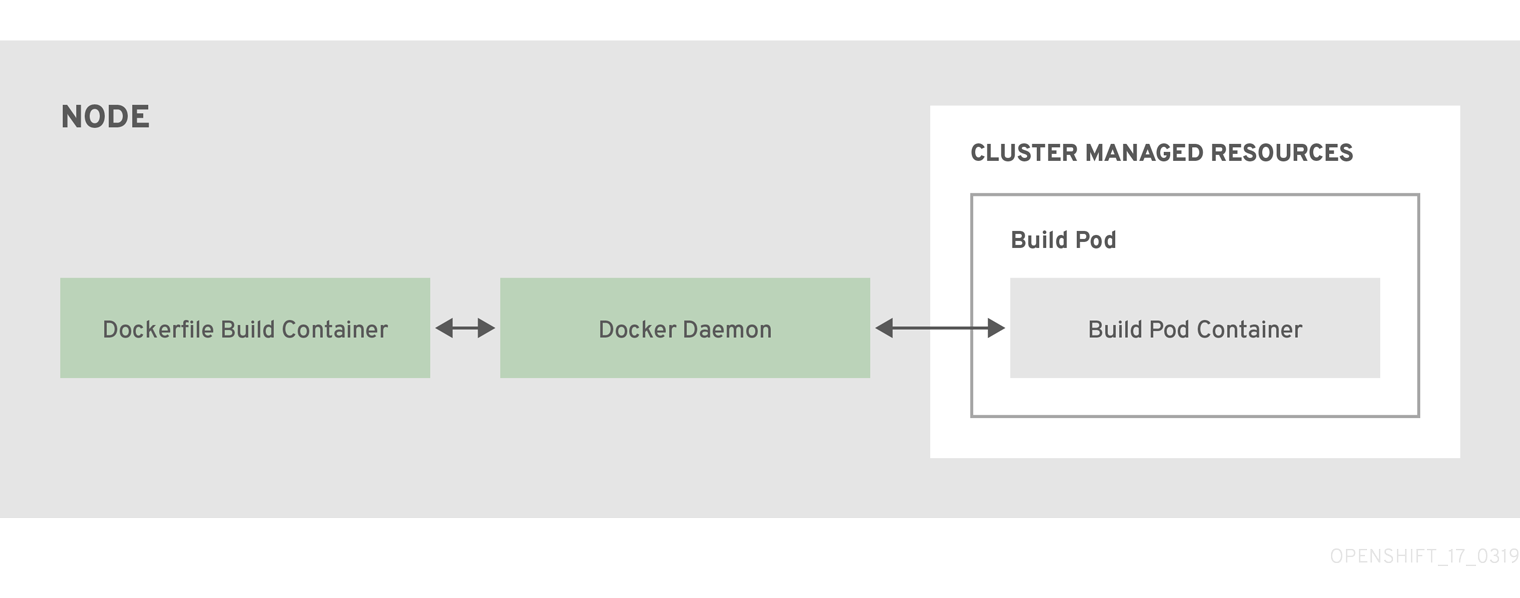 NODE
CLUSTER MANAGED RESOURCES
Build Pod
Dockerfile Build Container
Docker Daemon
Build Pod Container
OPENSHIFT_17_0319